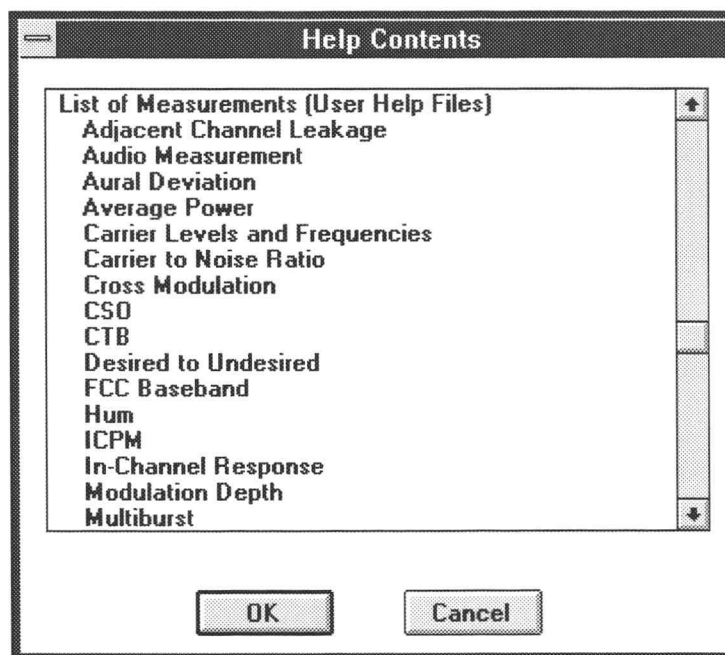 Help Contents
List of Measurements (User Help Files)
Adjacent Channel Leakage
Audio Measurement
Aural Deviation
Average Power
Carrier Levels and Frequencies
Carrier to Noise Ratio
Cross Modulation
CSO
CTB
Desired to Undesired
FCC Baseband
Hum
ICPM
In-Channel Response
Modulation Depth
Multiburst
OK Cancel